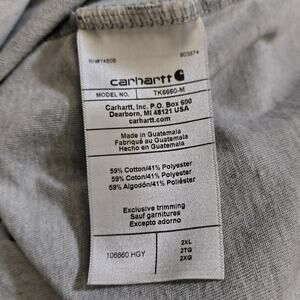 RN#14806 803874
carhartt
MODEL NO. TK6660-M
Carhartt, Inc. P.O. Box 600
Dearborn, MI 48121 USA
carhartt.com
Made in Guatemala
Fabriqué au Guatemala
Hecho en Guatemala
59% Cotton/41% Polyester
59% Coton/41% Polyester
59% Algodón/41% Poliéster
Exclusive trimming
Sauf garnitures
Excepto adorno
106660 HGY
2XL
2TG
2XG